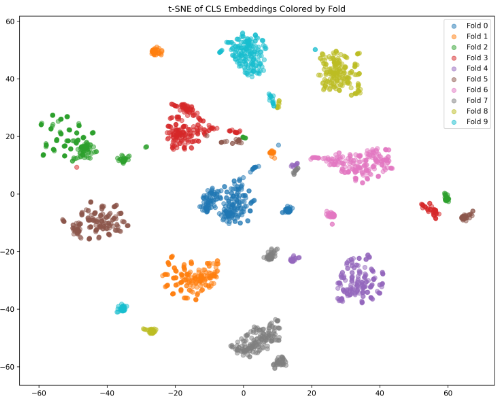 t-SNE of CLS Embeddings Colored by Fold
Fold 0
Fold 1
Fold 2
Fold 3
Fold 4
Fold 5
Fold 6
Fold 7
Fold 8
Fold 9
60
40
20
0
−20
−40
−60
−60
−40
−20
0
20
40
60